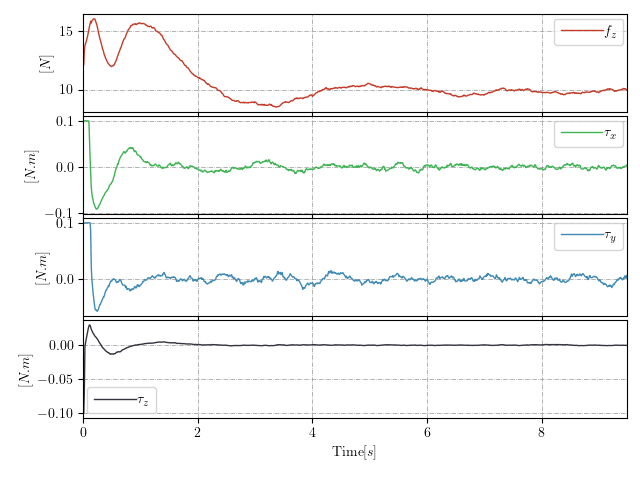 15
10
[N]
f_z
0.1
0.0
−0.1
[N.m]
τ_x
0.1
0.0
[N.m]
τ_y
0.00
−0.05
−0.10
[N.m]
τ_z
0 2 4 6 8
Time[s]